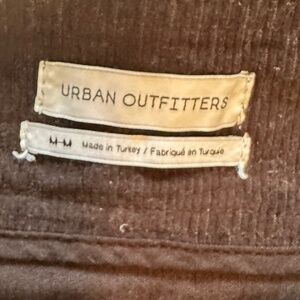 URBAN OUTFITTERS
M-M Made in Turkey / Fabriqué en Turquie